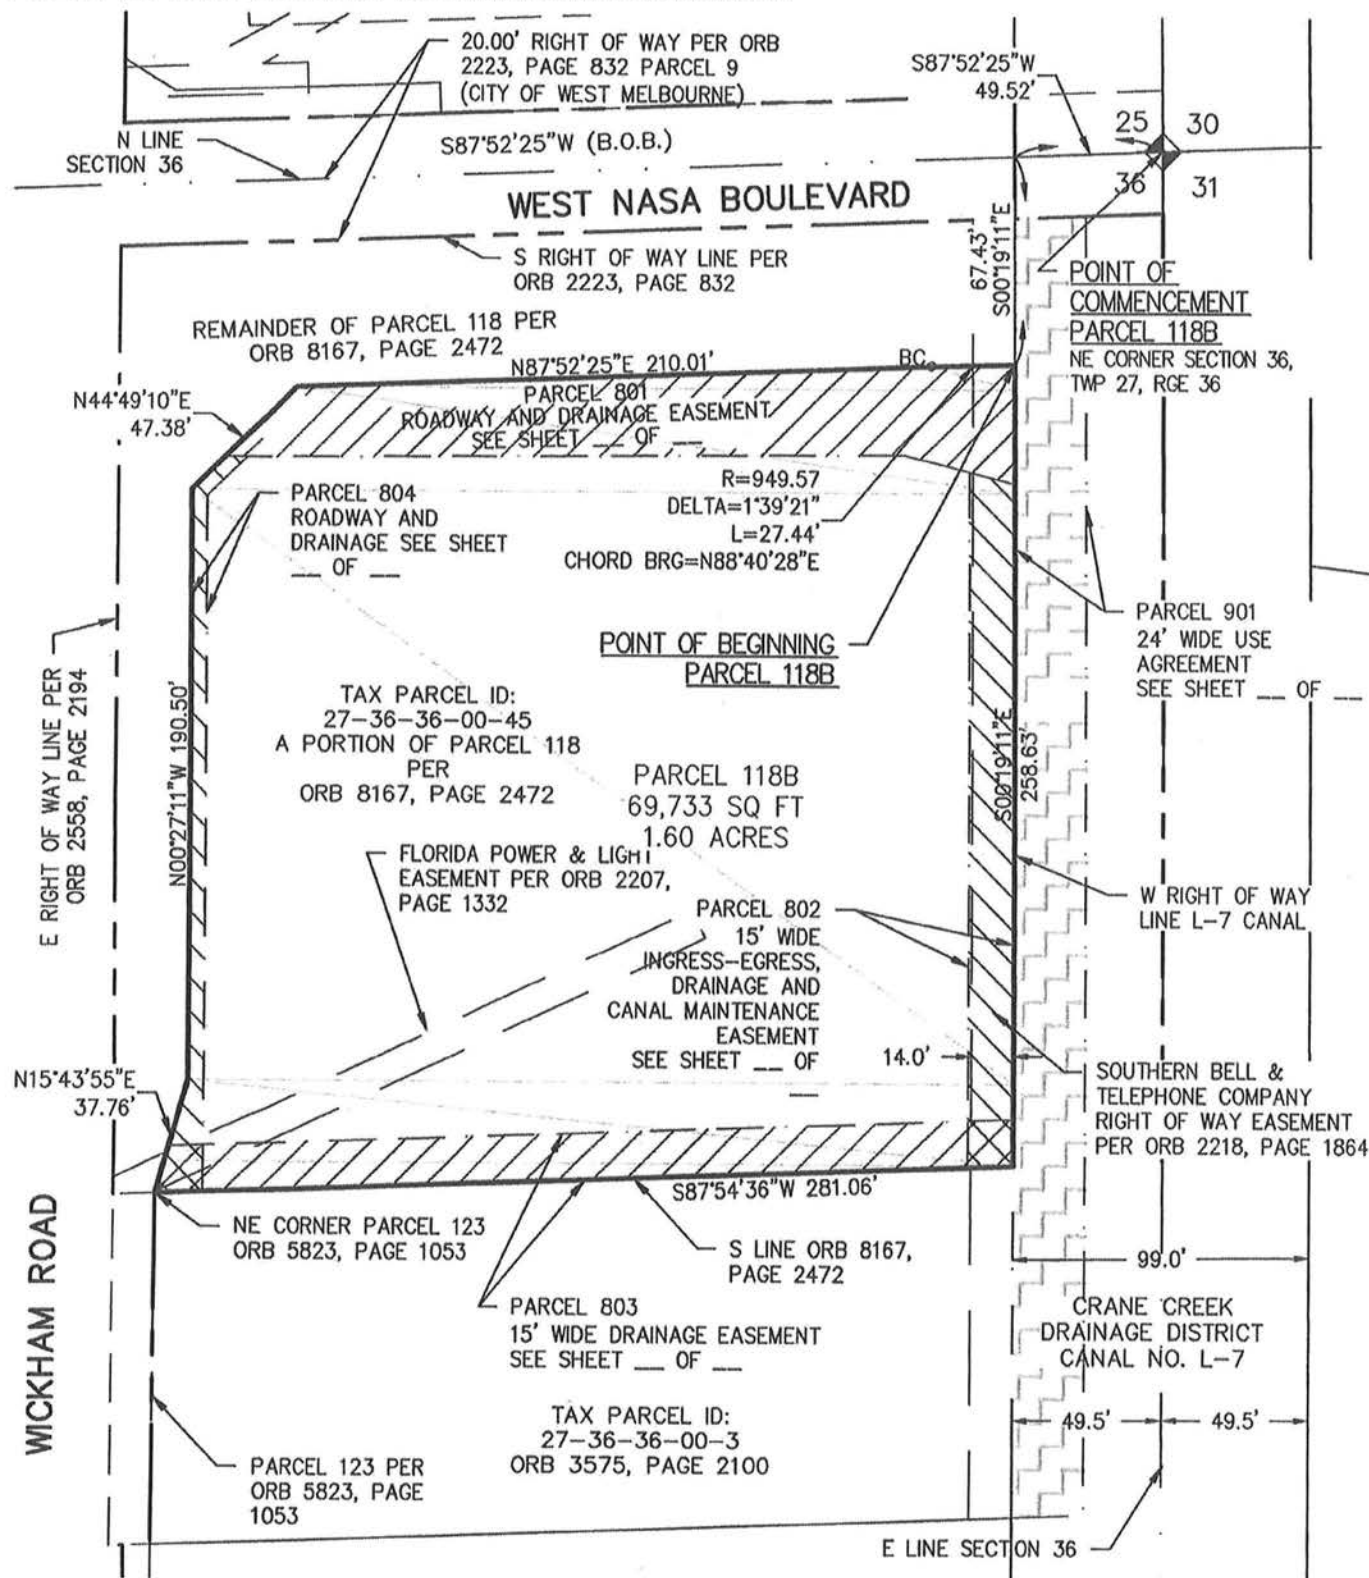 20.00' RIGHT OF WAY PER ORB
2223, PAGE 832 PARCEL 9
(CITY OF WEST MELBOURNE)
S87°52'25"W
49.52'
25
30
36
31
N LINE
SECTION 36
S87°52'25"W (B.O.B.)
WEST NASA BOULEVARD
S RIGHT OF WAY LINE PER
ORB 2223, PAGE 832
67.43'
S00°19'11"E
POINT OF
COMMENCEMENT
PARCEL 118B
NE CORNER SECTION 36,
TWP 27, RGE 36
REMAINDER OF PARCEL 118 PER
ORB 8167, PAGE 2472
N87°52'25"E 210.01'
BC
N44°49'10"E
47.38'
PARCEL 801
ROADWAY AND DRAINAGE EASEMENT
SEE SHEET __ OF __
PARCEL 804
ROADWAY AND
DRAINAGE SEE SHEET
__ OF __
R=949.57
DELTA=1°39'21"
L=27.44'
CHORD BRG=N88°40'28"E
PARCEL 901
24' WIDE USE
AGREEMENT
SEE SHEET __ OF __
POINT OF BEGINNING
PARCEL 118B
E RIGHT OF WAY LINE PER
ORB 2558, PAGE 2194
N00°27'11"W 190.50'
TAX PARCEL ID:
27-36-36-00-45
A PORTION OF PARCEL 118
PER
ORB 8167, PAGE 2472
PARCEL 118B
69,733 SQ FT
1.60 ACRES
S00°19'11"E
258.63'
FLORIDA POWER & LIGHT
EASEMENT PER ORB 2207,
PAGE 1332
W RIGHT OF WAY
LINE L-7 CANAL
PARCEL 802
15' WIDE
INGRESS-EGRESS,
DRAINAGE AND
CANAL MAINTENANCE
EASEMENT
SEE SHEET __ OF
__
14.0'
N15°43'55"E
37.76'
SOUTHERN BELL &
TELEPHONE COMPANY
RIGHT OF WAY EASEMENT
PER ORB 2218, PAGE 1864
S87°54'36"W 281.06'
NE CORNER PARCEL 123
ORB 5823, PAGE 1053
S LINE ORB 8167,
PAGE 2472
99.0'
WICKHAM ROAD
PARCEL 803
15' WIDE DRAINAGE EASEMENT
SEE SHEET __ OF __
CRANE CREEK
DRAINAGE DISTRICT
CANAL NO. L-7
49.5'
49.5'
TAX PARCEL ID:
27-36-36-00-3
ORB 3575, PAGE 2100
PARCEL 123 PER
ORB 5823, PAGE
1053
E LINE SECTION 36